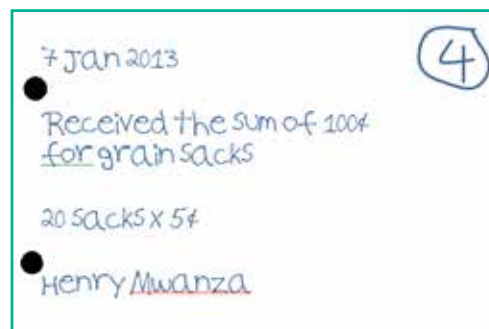 7 Jan 2013
4
Received the sum of 100¢
for grain sacks
20 sacks x 5¢
Henry Mwanza